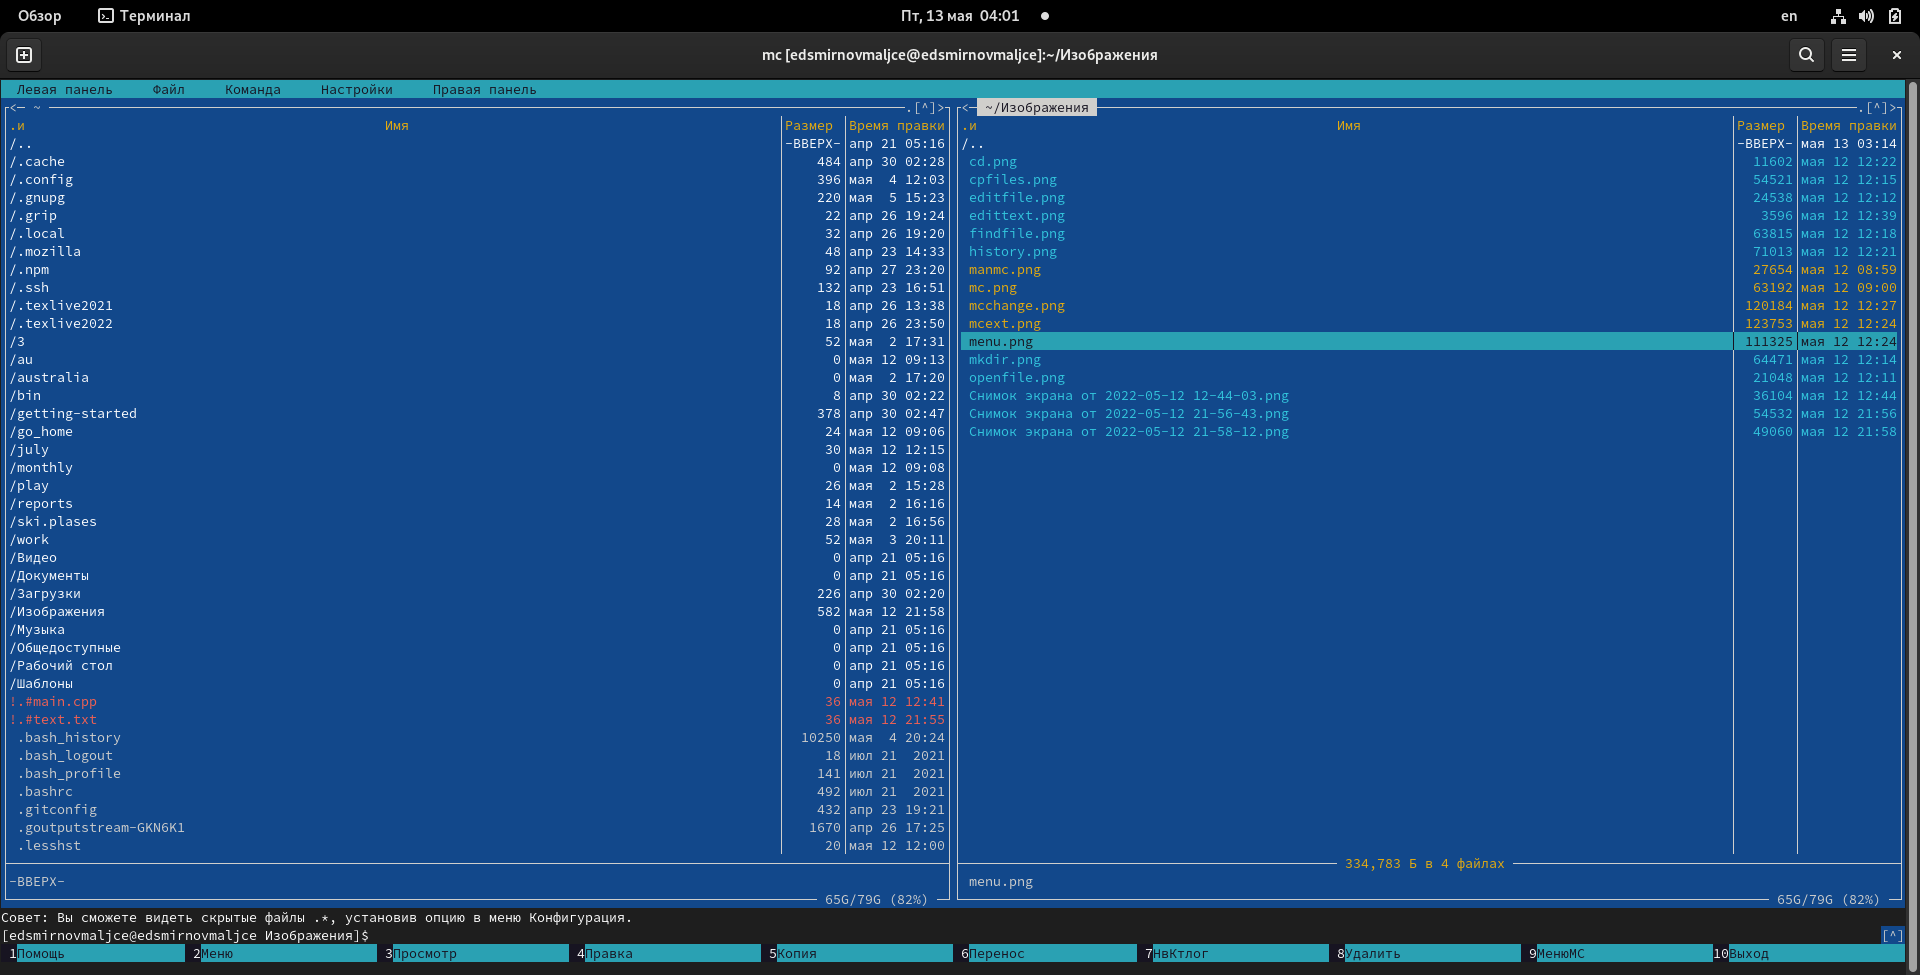 Обзор Терминал Пт, 13 мая 04:01 en
mc [edsmirnovmaljce@edsmirnovmaljce]:~/Изображения
Левая панель Файл Команда Настройки Правая панель
<─ ~ .[^]>
.и Имя Размер Время правки
/.. -ВВЕРХ- апр 21 05:16
/.cache 484 апр 30 02:28
/.config 396 мая 4 12:03
/.gnupg 220 мая 5 15:23
/.grip 22 апр 26 19:24
/.local 32 апр 26 19:20
/.mozilla 48 апр 23 14:33
/.npm 92 апр 27 23:20
/.ssh 132 апр 23 16:51
/.texlive2021 18 апр 26 13:38
/.texlive2022 18 апр 26 23:50
/3 52 мая 2 17:31
/au 0 мая 12 09:13
/australia 0 мая 2 17:20
/bin 8 апр 30 02:22
/getting-started 378 апр 30 02:47
/go_home 24 мая 12 09:06
/july 30 мая 12 12:15
/monthly 0 мая 12 09:08
/play 26 мая 2 15:28
/reports 14 мая 2 16:16
/ski.plases 28 мая 2 16:56
/work 52 мая 3 20:11
/Видео 0 апр 21 05:16
/Документы 0 апр 21 05:16
/Загрузки 226 апр 30 02:20
/Изображения 582 мая 12 21:58
/Музыка 0 апр 21 05:16
/Общедоступные 0 апр 21 05:16
/Рабочий стол 0 апр 21 05:16
/Шаблоны 0 апр 21 05:16
!.#main.cpp 36 мая 12 12:41
!.#text.txt 36 мая 12 21:55
.bash_history 10250 мая 4 20:24
.bash_logout 18 июл 21 2021
.bash_profile 141 июл 21 2021
.bashrc 492 июл 21 2021
.gitconfig 432 апр 23 19:21
.goutputstream-GKN6K1 1670 апр 26 17:25
.lesshst 20 мая 12 12:00
-ВВЕРХ-
65G/79G (82%)
<─ ~/Изображения .[^]>
.и Имя Размер Время правки
/.. -ВВЕРХ- мая 13 03:14
cd.png 11602 мая 12 12:22
cpfiles.png 54521 мая 12 12:15
editfile.png 24538 мая 12 12:12
edittext.png 3596 мая 12 12:39
findfile.png 63815 мая 12 12:18
history.png 71013 мая 12 12:21
manmc.png 27654 мая 12 08:59
mc.png 63192 мая 12 09:00
mcchange.png 120184 мая 12 12:27
mcext.png 123753 мая 12 12:24
menu.png 111325 мая 12 12:24
mkdir.png 64471 мая 12 12:14
openfile.png 21048 мая 12 12:11
Снимок экрана от 2022-05-12 12-44-03.png 36104 мая 12 12:44
Снимок экрана от 2022-05-12 21-56-43.png 54532 мая 12 21:56
Снимок экрана от 2022-05-12 21-58-12.png 49060 мая 12 21:58
334,783 Б в 4 файлах
menu.png
65G/79G (82%)
Совет: Вы сможете видеть скрытые файлы .*, установив опцию в меню Конфигурация.
[edsmirnovmaljce@edsmirnovmaljce Изображения]$ [^]
1Помощь 2Меню 3Просмотр 4Правка 5Копия 6Перенос 7НвКтлог 8Удалить 9МенюMC 10Выход